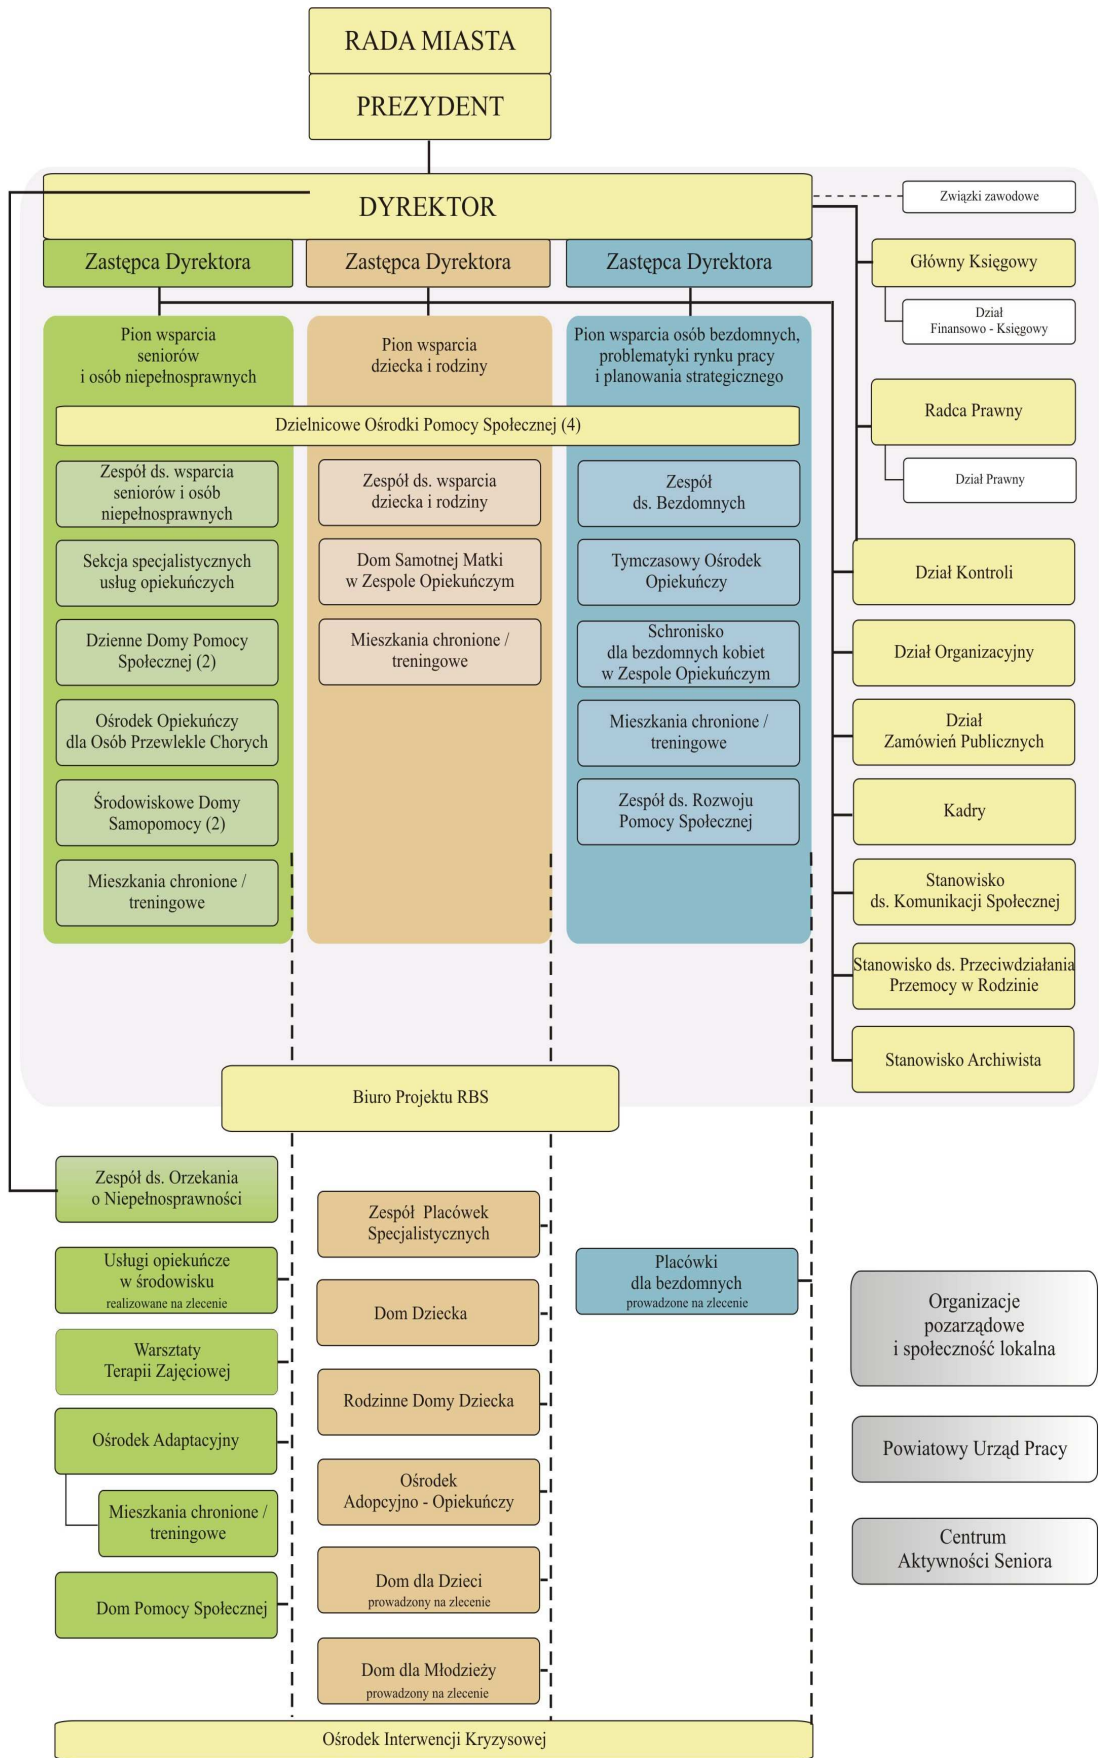 RADA MIASTA
PREZYDENT
DYREKTOR
Związki zawodowe
Zastępca Dyrektora
Zastępca Dyrektora
Zastępca Dyrektora
Główny Księgowy
Dział
Finansowo - Księgowy
Radca Prawny
Dział Prawny
Pion wsparcia
seniorów
i osób niepełnosprawnych
Pion wsparcia
dziecka i rodziny
Pion wsparcia osób bezdomnych,
problematyki rynku pracy
i planowania strategicznego
Dzielnicowe Ośrodki Pomocy Społecznej (4)
Zespół ds. wsparcia
seniorów i osób
niepełnosprawnych
Sekcja specjalistycznych
usług opiekuńczych
Dzienne Domy Pomocy
Społecznej (2)
Ośrodek Opiekuńczy
dla Osób Przewlekle Chorych
Środowiskowe Domy
Samopomocy (2)
Mieszkania chronione /
treningowe
Zespół ds. wsparcia
dziecka i rodziny
Dom Samotnej Matki
w Zespole Opiekuńczym
Mieszkania chronione /
treningowe
Zespół
ds. Bezdomnych
Tymczasowy Ośrodek
Opiekuńczy
Schronisko
dla bezdomnych kobiet
w Zespole Opiekuńczym
Mieszkania chronione /
treningowe
Zespół ds. Rozwoju
Pomocy Społecznej
Dział Kontroli
Dział Organizacyjny
Dział
Zamówień Publicznych
Kadry
Stanowisko
ds. Komunikacji Społecznej
Stanowisko ds. Przeciwdziałania
Przemocy w Rodzinie
Stanowisko Archiwista
Biuro Projektu RBS
Zespół ds. Orzekania
o Niepełnosprawności
Usługi opiekuńcze
w środowisku
realizowane na zlecenie
Warsztaty
Terapii Zajęciowej
Ośrodek Adaptacyjny
Mieszkania chronione /
treningowe
Dom Pomocy Społecznej
Zespół Placówek
Specjalistycznych
Dom Dziecka
Rodzinne Domy Dziecka
Ośrodek
Adopcyjno - Opiekuńczy
Dom dla Dzieci
prowadzony na zlecenie
Dom dla Młodzieży
prowadzony na zlecenie
Placówki
dla bezdomnych
prowadzone na zlecenie
Organizacje
pozarządowe
i społeczność lokalna
Powiatowy Urząd Pracy
Centrum
Aktywności Seniora
Ośrodek Interwencji Kryzysowej